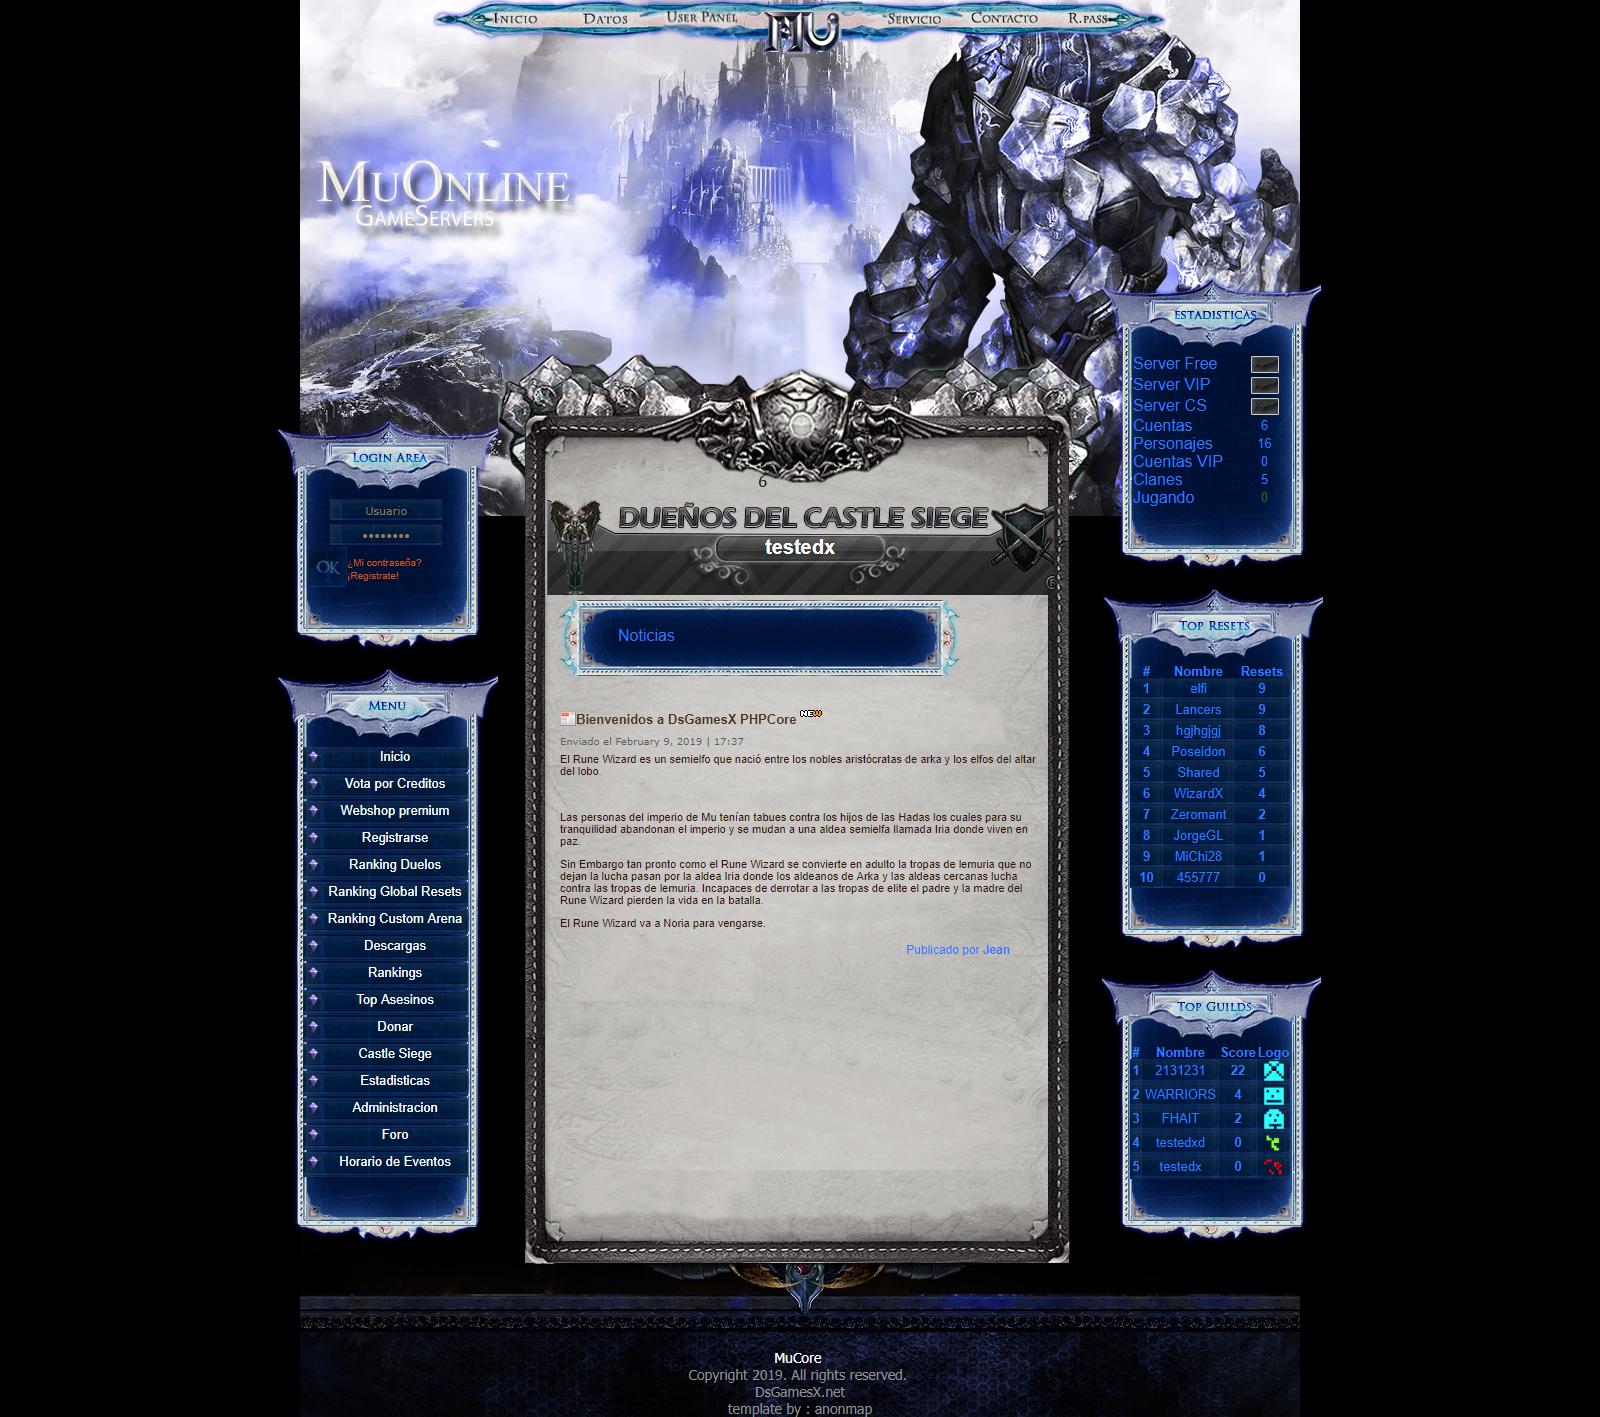 Inicio Datos User Panel MU Servicio Contacto R.pass
MuOnline
GameServers
Login Area
Usuario
OK
¿Mi contraseña?
¡Registrate!
Menu
Inicio
Vota por Creditos
Webshop premium
Registrarse
Ranking Duelos
Ranking Global Resets
Ranking Custom Arena
Descargas
Rankings
Top Asesinos
Donar
Castle Siege
Estadisticas
Administracion
Foro
Horario de Eventos
6
DUEÑOS DEL CASTLE SIEGE
testedx
Noticias
Bienvenidos a DsGamesX PHPCore NEW
Enviado el February 9, 2019 | 17:37
El Rune Wizard es un semielfo que nació entre los nobles aristócratas de arka y los elfos del altar
del lobo.
Las personas del imperio de Mu tenían tabues contra los hijos de las Hadas los cuales para su
tranquilidad abandonan el imperio y se mudan a una aldea semielfa llamada Iria donde viven en
paz.
Sin Embargo tan pronto como el Rune Wizard se convierte en adulto la tropas de lemuria que no
dejan la lucha pasan por la aldea Iria donde los aldeanos de Arka y las aldeas cercanas lucha
contra las tropas de lemuria. Incapaces de derrotar a las tropas de elite el padre y la madre del
Rune Wizard pierden la vida en la batalla.
El Rune Wizard va a Noria para vengarse.
Publicado por Jean
Estadisticas
Server Free
Server VIP
Server CS
Cuentas 6
Personajes 16
Cuentas VIP 0
Clanes 5
Jugando 0
Top Resets
# Nombre Resets
1 elfi 9
2 Lancers 9
3 hgjhgjgj 8
4 Poseidon 6
5 Shared 5
6 WizardX 4
7 Zeromant 2
8 JorgeGL 1
9 MiChi28 1
10 455777 0
Top Guilds
# Nombre Score Logo
1 2131231 22
2 WARRIORS 4
3 FHAIT 2
4 testedxd 0
5 testedx 0
MuCore
Copyright 2019. All rights reserved.
DsGamesX.net
template by : anonmap